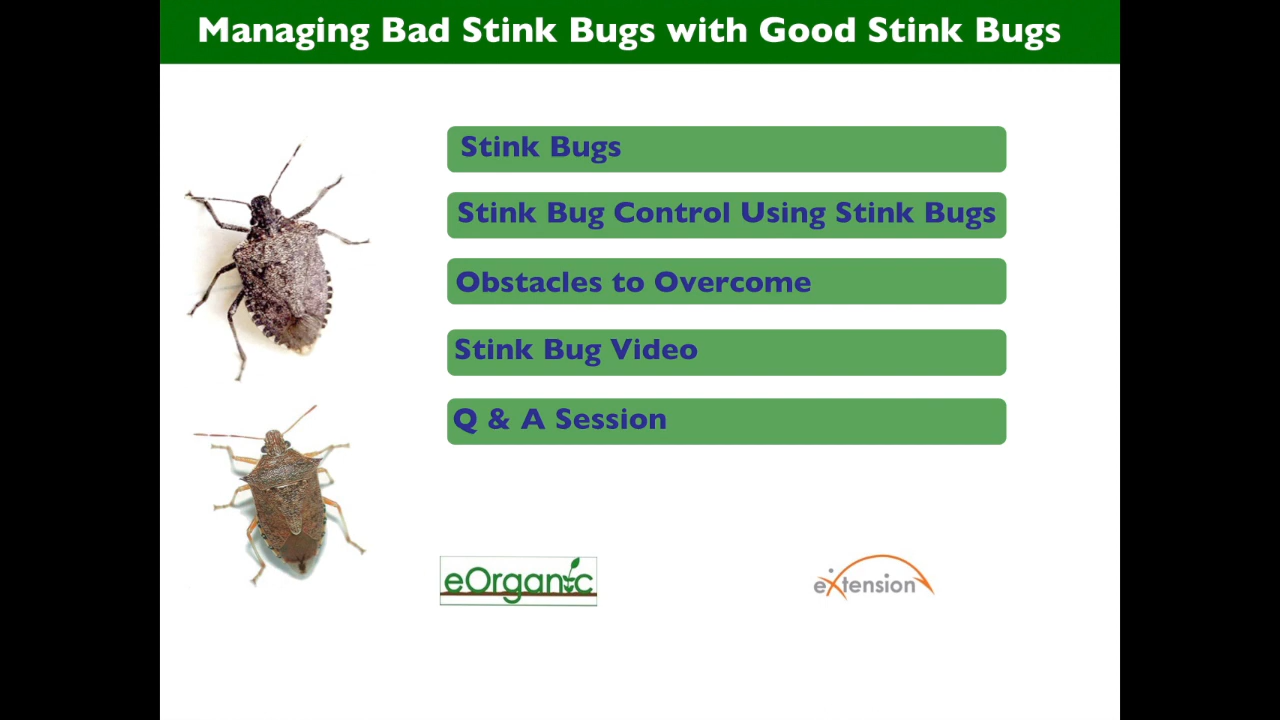 Managing Bad Stink Bugs with Good Stink Bugs
Stink Bugs
Stink Bug Control Using Stink Bugs
Obstacles to Overcome
Stink Bug Video
Q & A Session
eOrganic
eXtension